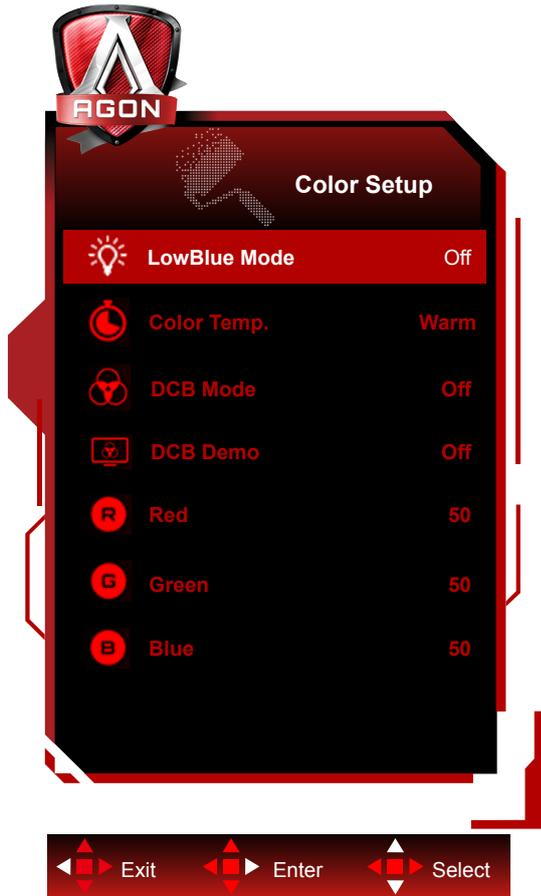 AGON
Color Setup
LowBlue Mode Off
Color Temp. Warm
DCB Mode Off
DCB Demo Off
R Red 50
G Green 50
B Blue 50
Exit Enter Select